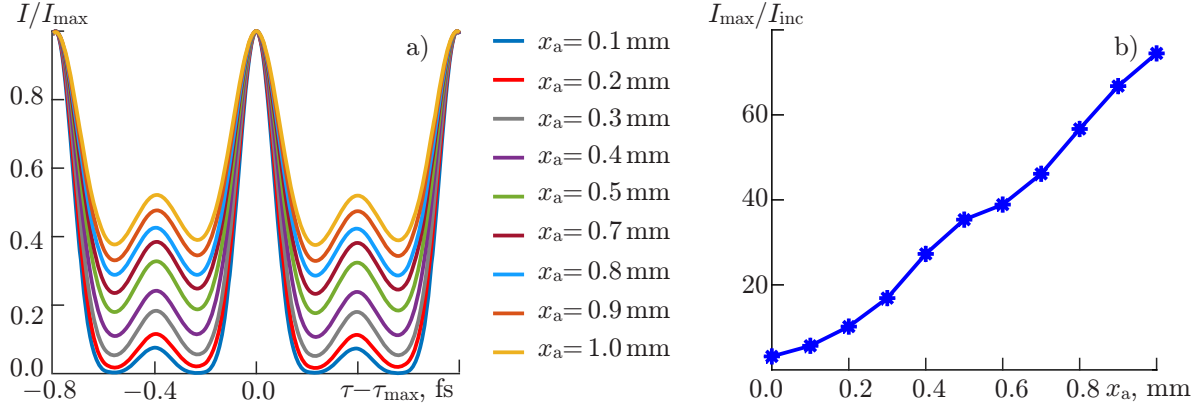 I/I_max
a)
0.8
0.6
0.4
0.2
0.0
−0.8
−0.4
0.0
τ−τ_max, fs
x_a= 0.1 mm
x_a= 0.2 mm
x_a= 0.3 mm
x_a= 0.4 mm
x_a= 0.5 mm
x_a= 0.7 mm
x_a= 0.8 mm
x_a= 0.9 mm
x_a= 1.0 mm
I_max/I_inc
b)
60
40
20
0.0
0.2
0.4
0.6
0.8
x_a, mm